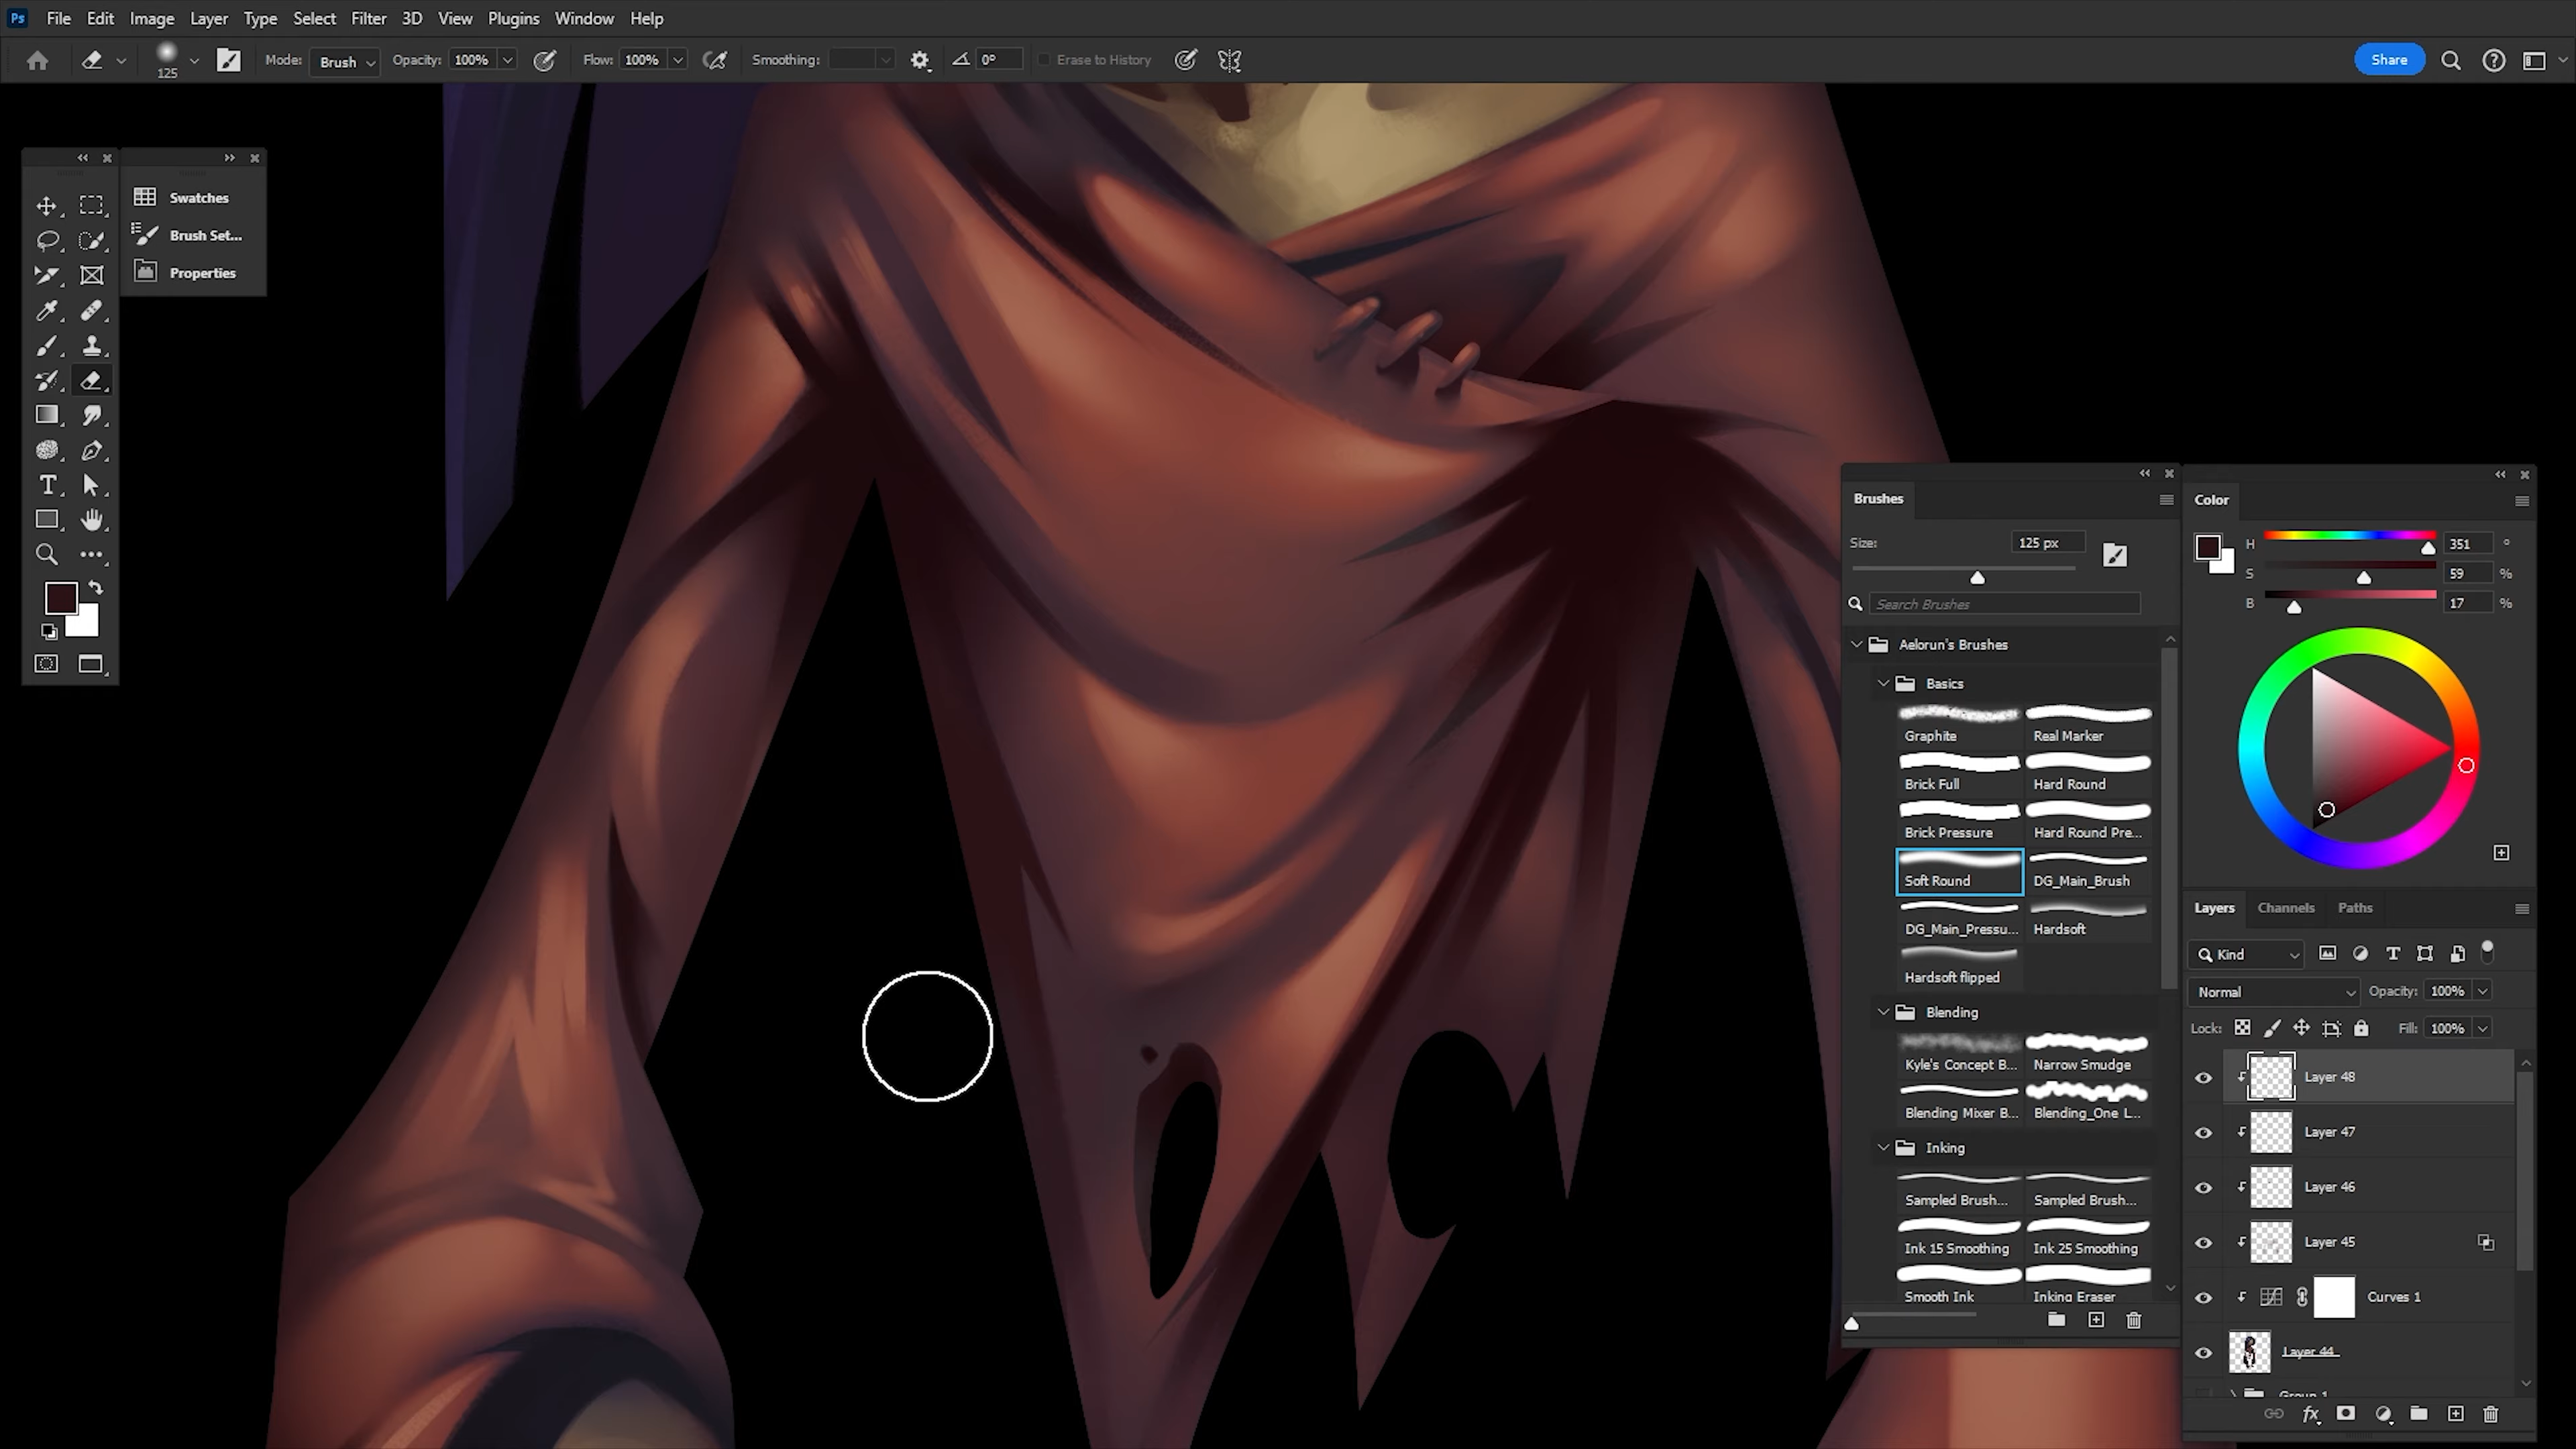 Ps File Edit Image Layer Type Select Filter 3D View Plugins Window Help
125 Mode: Brush Opacity: 100% Flow: 100% Smoothing: 0° Erase to History Share
Swatches
Brush Set...
Properties
T
Brushes
Size: 125 px
Search Brushes
Aelorun's Brushes
Basics
Graphite Real Marker
Brick Full Hard Round
Brick Pressure Hard Round Pre...
Soft Round DG_Main_Brush
DG_Main_Pressu... Hardsoft
Hardsoft flipped
Blending
Kyle's Concept B... Narrow Smudge
Blending Mixer B... Blending_One L...
Inking
Sampled Brush... Sampled Brush...
Ink 15 Smoothing Ink 25 Smoothing
Smooth Ink Inking Eraser
Color
H 351 °
S 59 %
B 17 %
Layers Channels Paths
Kind T
Normal Opacity: 100%
Lock: Fill: 100%
Layer 48
Layer 47
Layer 46
Layer 45
Curves 1
Layer 44
Group 1
fx